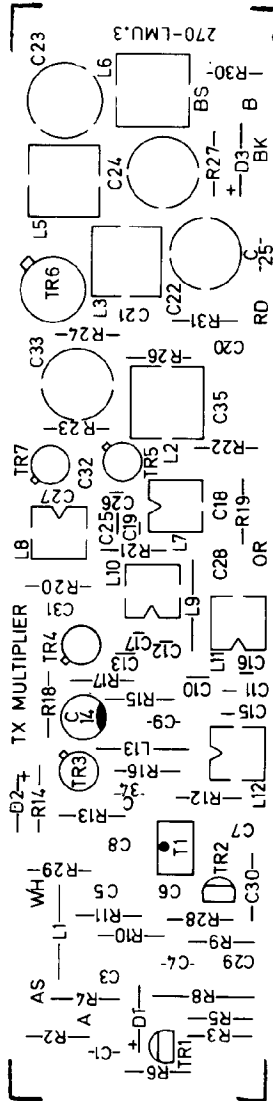 270-LMU.3
C23
L6
-R30-
BS
B
L5
C24
-R27-
+ D3
BK
TR6
L3
C21
C22
C
-25-
-R24-
-R31-
RD
C33
-R26-
C20
-R23-
L2
C35
-R22-
TR7
TR5
C32
C27
C26
C25
C19
C18
-R19-
L8
-R21-
L7
OR
L10
C28
-R20-
C31
L9
TX MULTIPLIER
TR4
C17
C13
C12
L11
C16
-R17-
-R18-
C10
C11
C14
-R15-
C15
-C9-
-L13-
TR3
-R16-
-D2+
-R14-
-34-
C
-R12-
L12
-R13-
C8
T1
C7
WH
-R29-
C5
C6
TR2
L1
-R11-
-R28-
-C30-
-R10-
-R9-
-C4-
C29
AS
C3
-R4-
-R8-
A
D1
+
-R5-
-R2-
-R3-
-C1-
TR1
-R6-